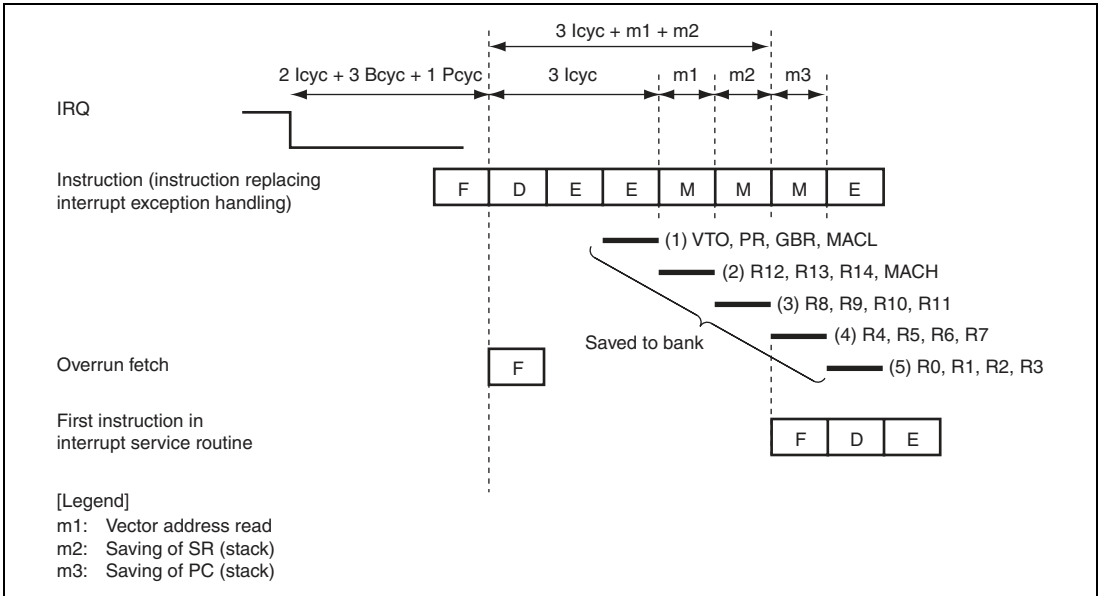 3 Icyc + m1 + m2
2 Icyc + 3 Bcyc + 1 Pcyc
3 Icyc
m1
m2
m3
IRQ
Instruction (instruction replacing
interrupt exception handling)
F D E E M M M E
(1) VTO, PR, GBR, MACL
(2) R12, R13, R14, MACH
(3) R8, R9, R10, R11
(4) R4, R5, R6, R7
Saved to bank
(5) R0, R1, R2, R3
Overrun fetch
F
First instruction in
interrupt service routine
F D E
[Legend]
m1: Vector address read
m2: Saving of SR (stack)
m3: Saving of PC (stack)